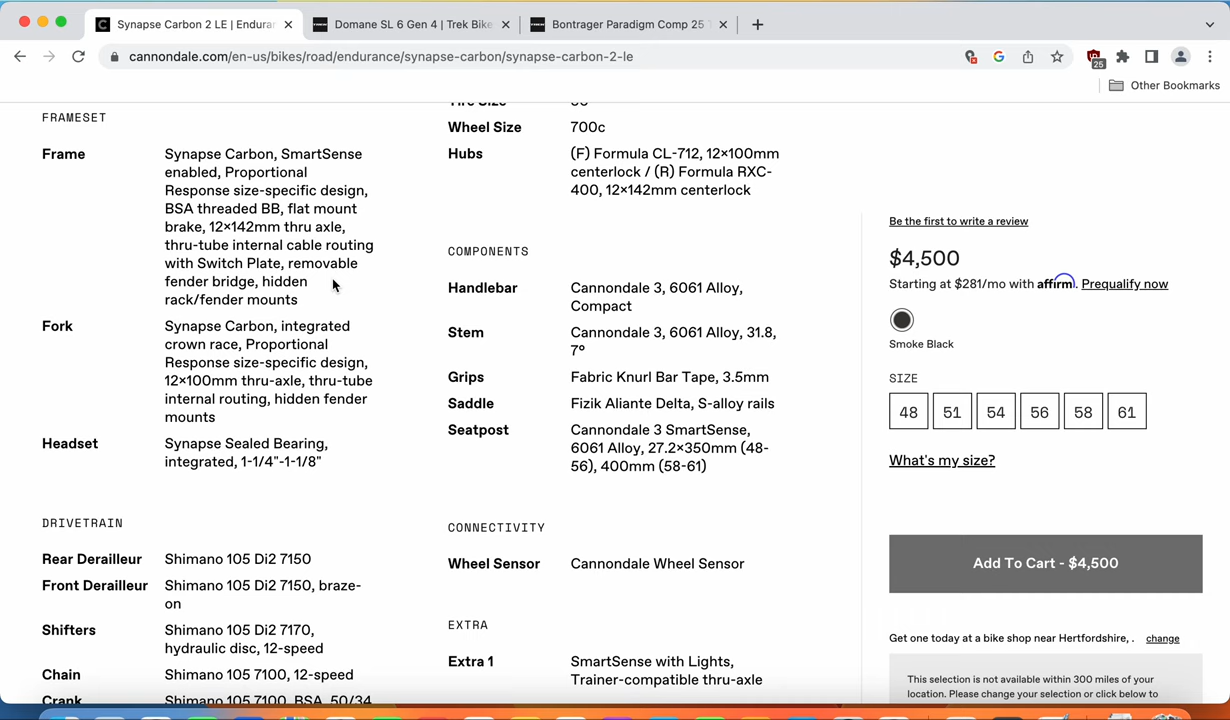 Synapse Carbon 2 LE | Enduran
Domane SL 6 Gen 4 | Trek Bike
Bontrager Paradigm Comp 25 T
cannondale.com/en-us/bikes/road/endurance/synapse-carbon/synapse-carbon-2-le
25
Other Bookmarks
FRAMESET
Frame
Synapse Carbon, SmartSense
enabled, Proportional
Response size-specific design,
BSA threaded BB, flat mount
brake, 12×142mm thru axle,
thru-tube internal cable routing
with Switch Plate, removable
fender bridge, hidden
rack/fender mounts
Fork
Synapse Carbon, integrated
crown race, Proportional
Response size-specific design,
12×100mm thru-axle, thru-tube
internal routing, hidden fender
mounts
Headset
Synapse Sealed Bearing,
integrated, 1-1/4"-1-1/8"
DRIVETRAIN
Rear Derailleur
Shimano 105 Di2 7150
Front Derailleur
Shimano 105 Di2 7150, braze-
on
Shifters
Shimano 105 Di2 7170,
hydraulic disc, 12-speed
Chain
Shimano 105 7100, 12-speed
Crank
Shimano 105 7100, BSA, 50/34
Tire Size
30
Wheel Size
700c
Hubs
(F) Formula CL-712, 12×100mm
centerlock / (R) Formula RXC-
400, 12×142mm centerlock
COMPONENTS
Handlebar
Cannondale 3, 6061 Alloy,
Compact
Stem
Cannondale 3, 6061 Alloy, 31.8,
7°
Grips
Fabric Knurl Bar Tape, 3.5mm
Saddle
Fizik Aliante Delta, S-alloy rails
Seatpost
Cannondale 3 SmartSense,
6061 Alloy, 27.2×350mm (48-
56), 400mm (58-61)
CONNECTIVITY
Wheel Sensor
Cannondale Wheel Sensor
EXTRA
Extra 1
SmartSense with Lights,
Trainer-compatible thru-axle
Be the first to write a review
$4,500
Starting at $281/mo with affirm. Prequalify now
Smoke Black
SIZE
48 51 54 56 58 61
What's my size?
Add To Cart - $4,500
Get one today at a bike shop near Hertfordshire, . change
This selection is not available within 300 miles of your
location. Please change your selection or click below to